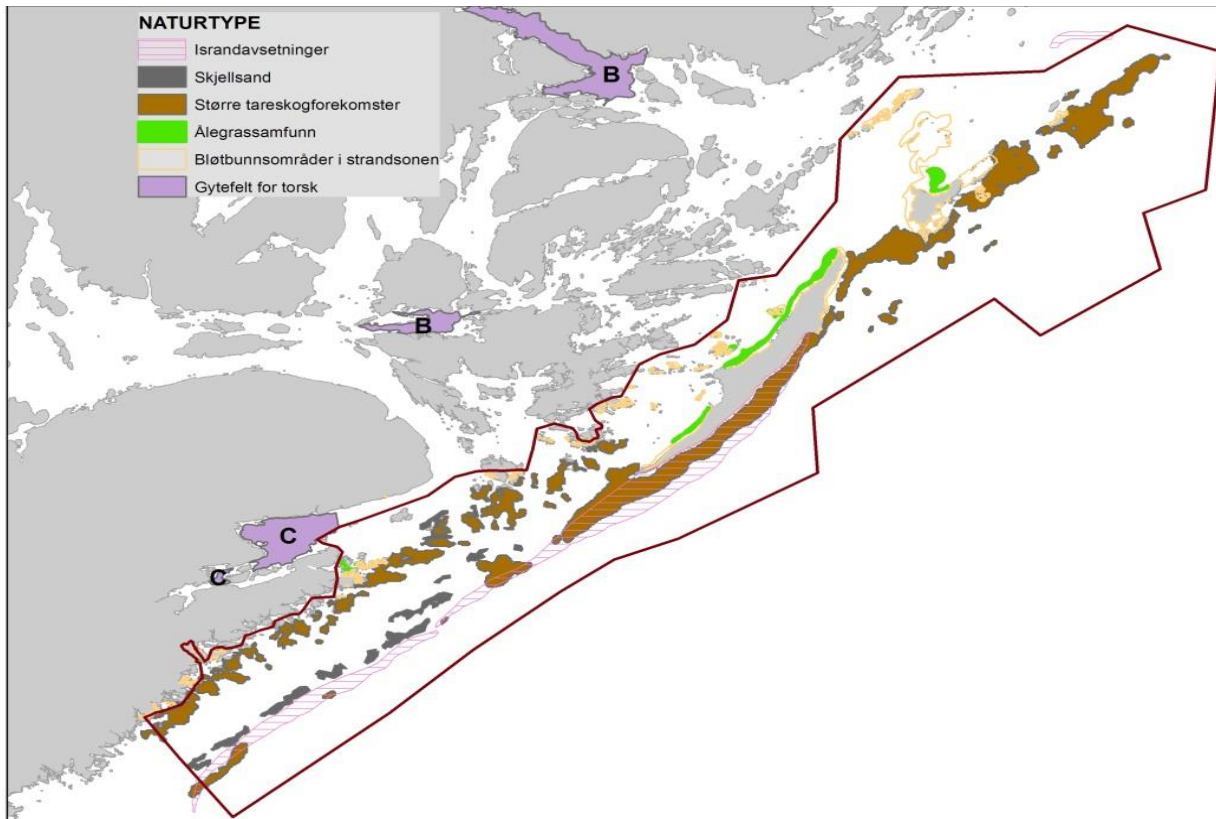 NATURTYPE
Israndavsetninger
Skjellsand
Større tareskogforekomster
Ålegrassamfunn
Bløtbunnsområder i strandsonen
Gytefelt for torsk
B
B
C
C